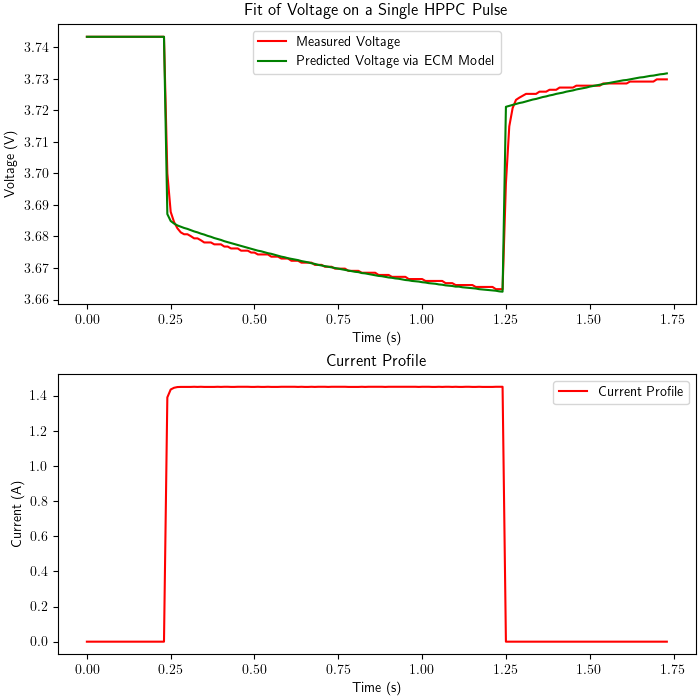 Fit of Voltage on a Single HPPC Pulse
Measured Voltage
Predicted Voltage via ECM Model
Voltage (V)
3.74
3.73
3.72
3.71
3.70
3.69
3.68
3.67
3.66
0.00 0.25 0.50 0.75 1.00 1.25 1.50 1.75
Time (s)
Current Profile
Current Profile
Current (A)
1.4
1.2
1.0
0.8
0.6
0.4
0.2
0.0
0.00 0.25 0.50 0.75 1.00 1.25 1.50 1.75
Time (s)